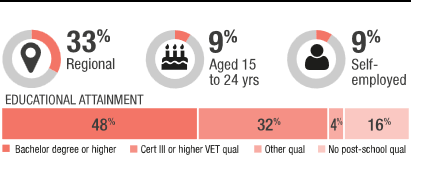 33%
Regional
9%
Aged 15
to 24 yrs
9%
Self-
employed
EDUCATIONAL ATTAINMENT
48% 32% 4% 16%
Bachelor degree or higher Cert III or higher VET qual Other qual No post-school qual